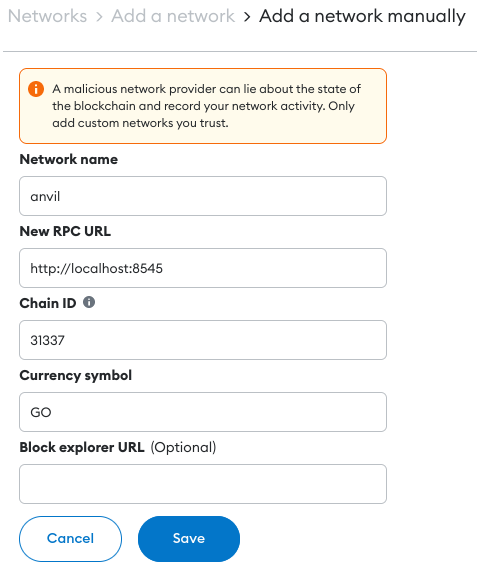 Networks > Add a network > Add a network manually
A malicious network provider can lie about the state of
the blockchain and record your network activity. Only
add custom networks you trust.
Network name
anvil
New RPC URL
http://localhost:8545
Chain ID
31337
Currency symbol
GO
Block explorer URL (Optional)
Cancel Save